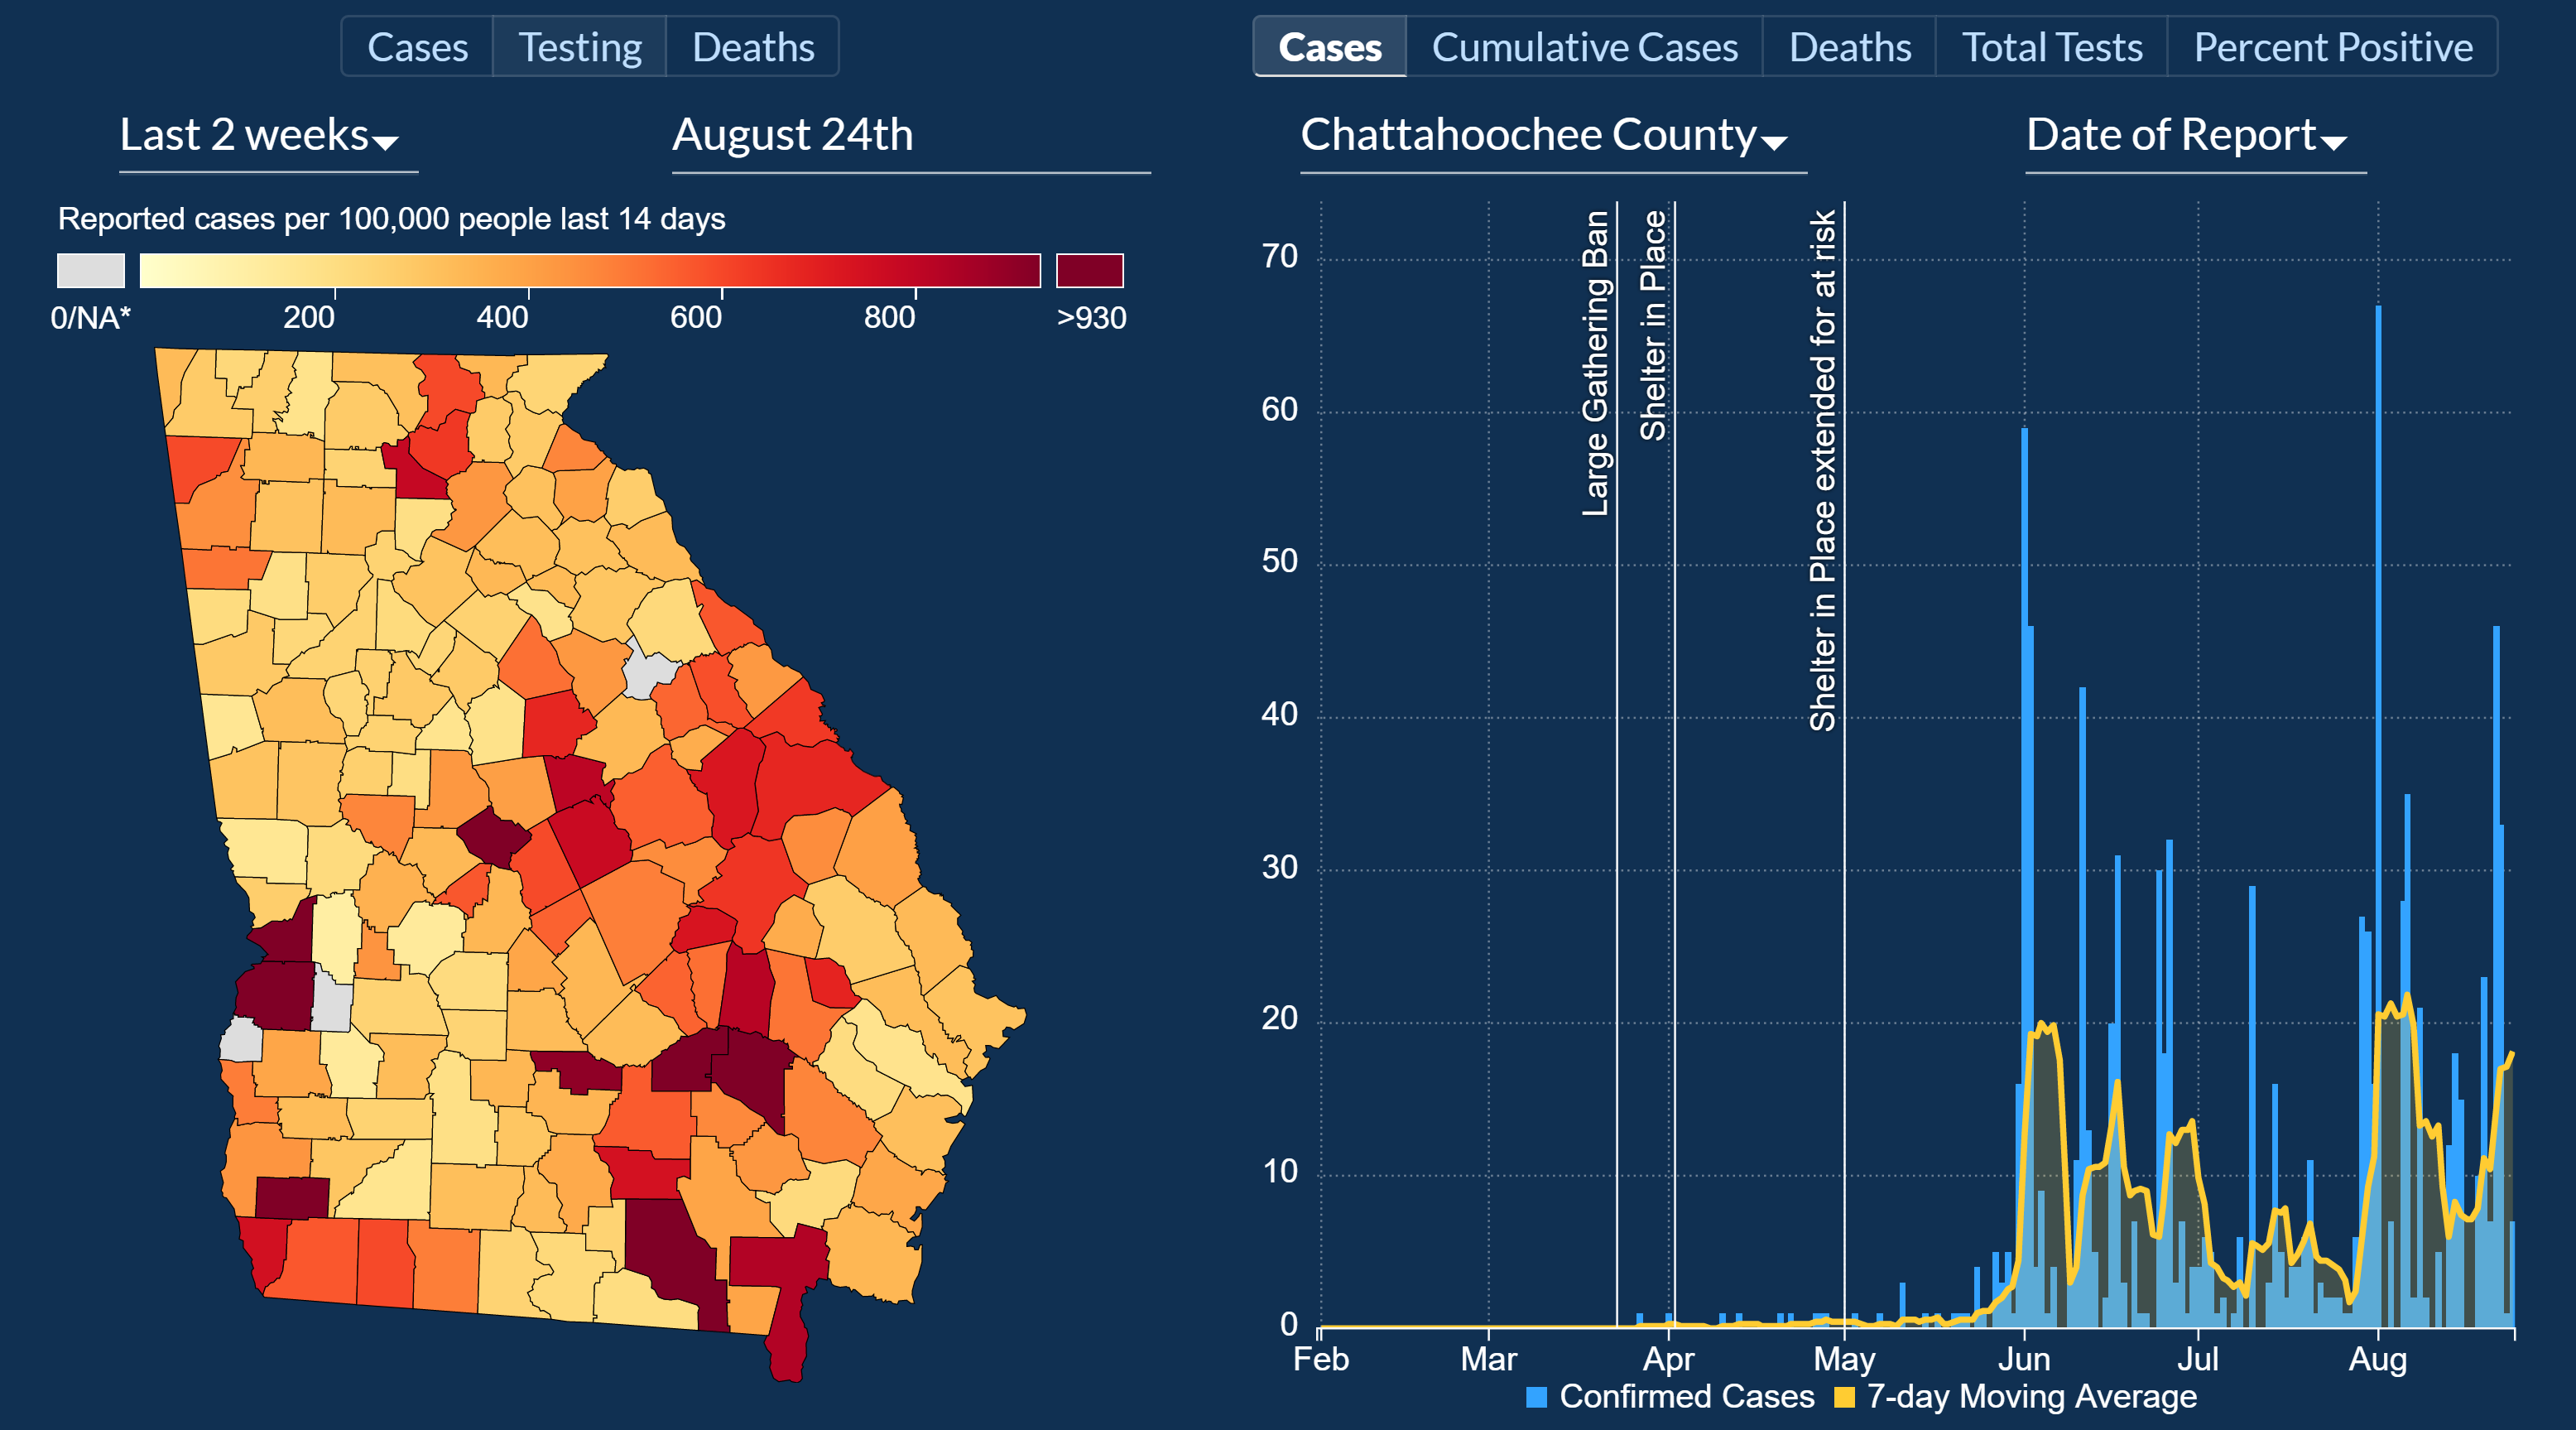 Cases Testing Deaths
Last 2 weeks
August 24th
Reported cases per 100,000 people last 14 days
0/NA* 200 400 600 800 >930
Cases Cumulative Cases Deaths Total Tests Percent Positive
Chattahoochee County
Date of Report
Large Gathering Ban
Shelter in Place
Shelter in Place extended for at risk
70
60
50
40
30
20
10
0
Feb Mar Apr May Jun Jul Aug
Confirmed Cases 7-day Moving Average